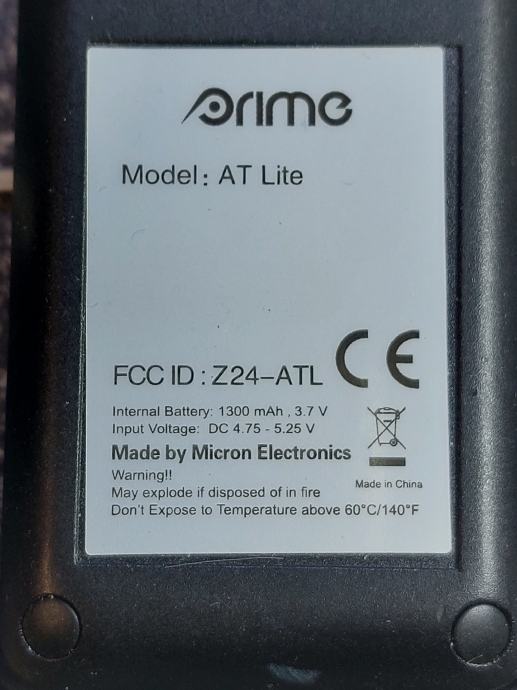 Prime
Model: AT Lite
FCC ID : Z24-ATL
CE
Internal Battery: 1300 mAh , 3.7 V
Input Voltage: DC 4.75 - 5.25 V
Made by Micron Electronics
Warning!!
Made in China
May explode if disposed of in fire
Don't Expose to Temperature above 60°C/140°F